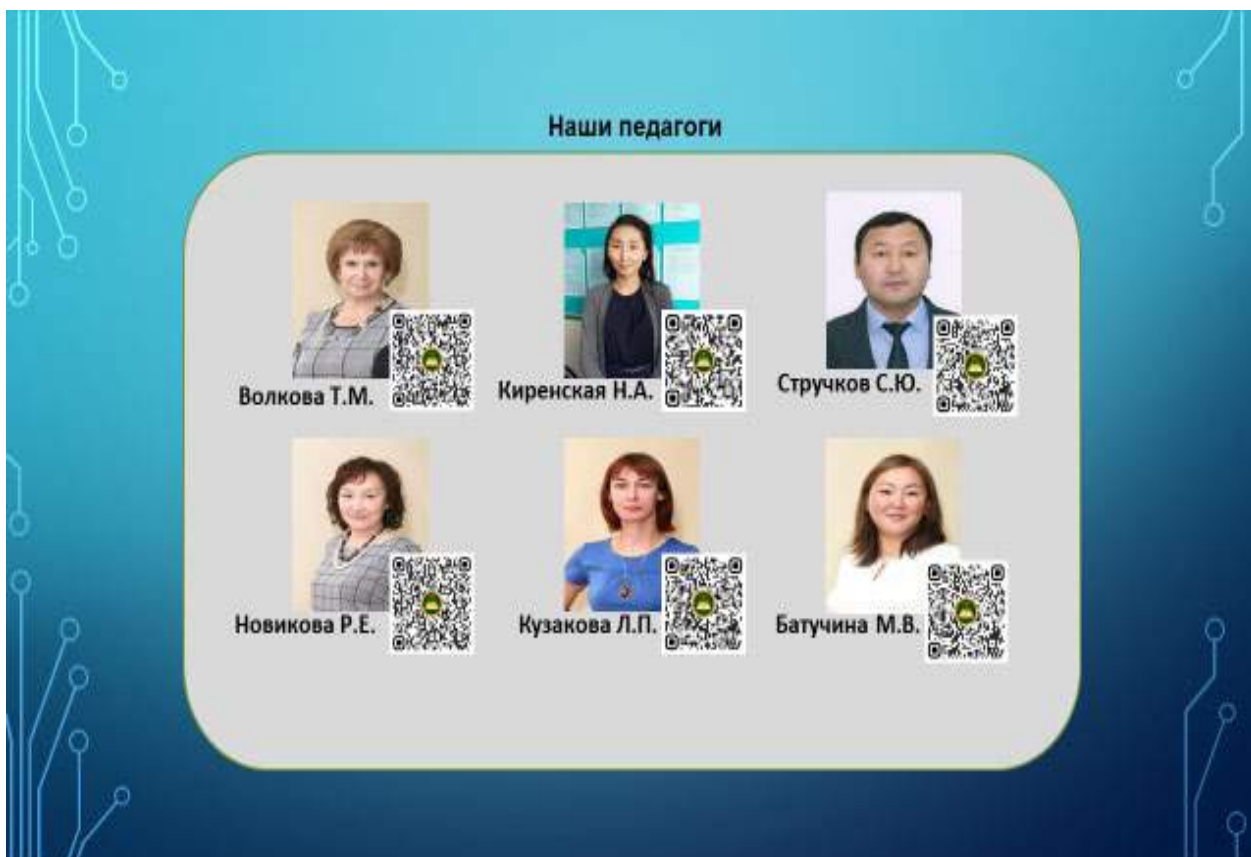 Наши педагоги
Волкова Т.М.
Киренская Н.А.
Стручков С.Ю.
Новикова Р.Е.
Кузакова Л.П.
Батучина М.В.